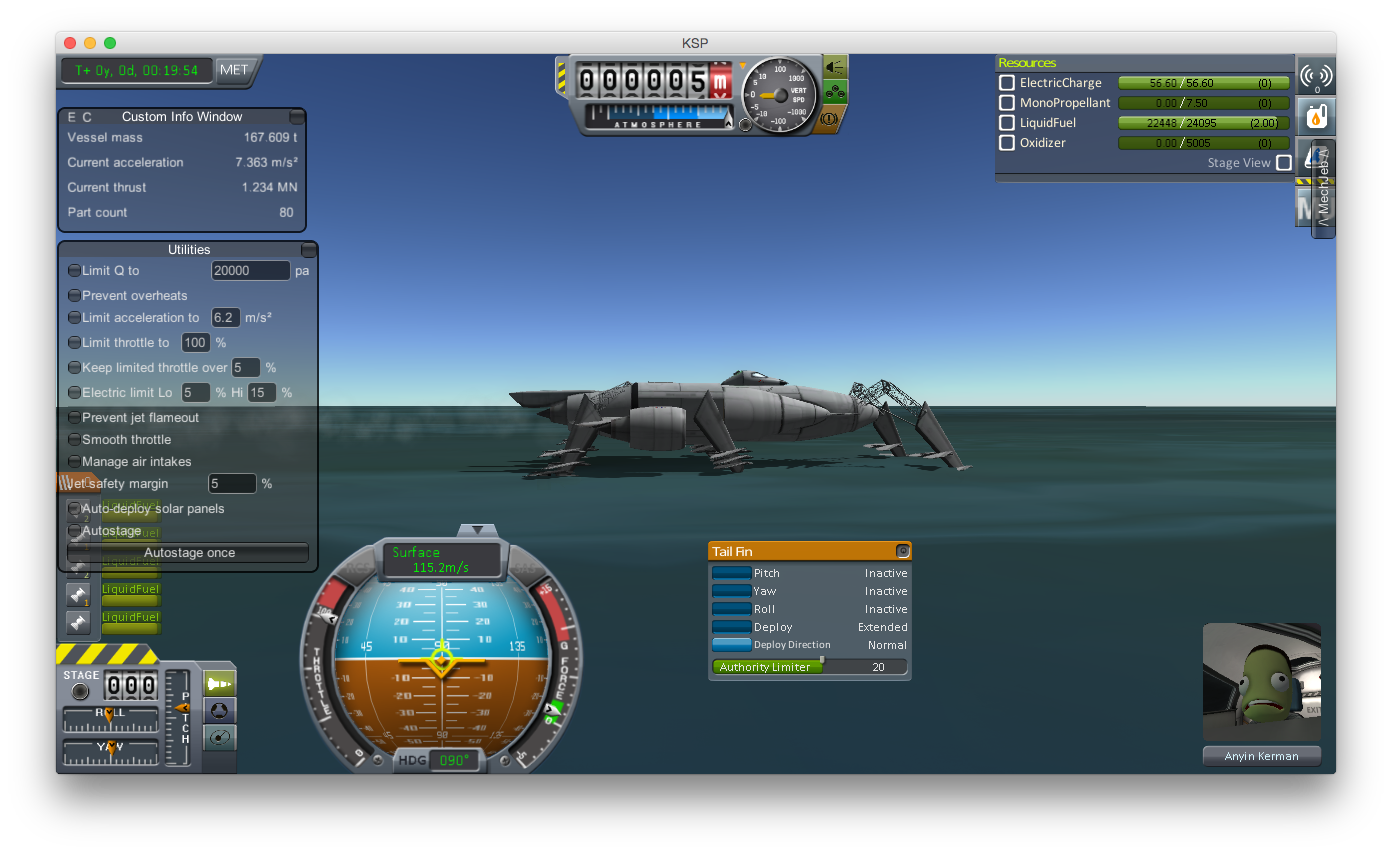 KSP
T+ 0y, 0d, 00:19:54 MET
E C Custom Info Window
Vessel mass 167.609 t
Current acceleration 7.363 m/s²
Current thrust 1.234 MN
Part count 80
Utilities
Limit Q to 20000 pa
Prevent overheats
Limit acceleration to 6.2 m/s²
Limit throttle to 100 %
Keep limited throttle over 5 %
Electric limit Lo 5 % Hi 15 %
Prevent jet flameout
Smooth throttle
Manage air intakes
Jet safety margin 5 %
Auto-deploy solar panels
Autostage
Autostage once
LiquidFuel
LiquidFuel
LiquidFuel
LiquidFuel
LiquidFuel
STAGE
000
ROLL
YAW
PITCH
000005 m
ATMOSPHERE
VERT SPD
Resources
ElectricCharge 56.60/56.60 (0)
MonoPropellant 0.00/7.50 (0)
LiquidFuel 22448/24095 (2.00)
Oxidizer 0.00/5005 (0)
Stage View
/\ MechJeb /\
Surface
115.2m/s
THROTTLE
G FORCE
45 90 135
HDG 090°
Tail Fin
Pitch Inactive
Yaw Inactive
Roll Inactive
Deploy Extended
Deploy Direction Normal
Authority Limiter 20
EXIT
Anyin Kerman